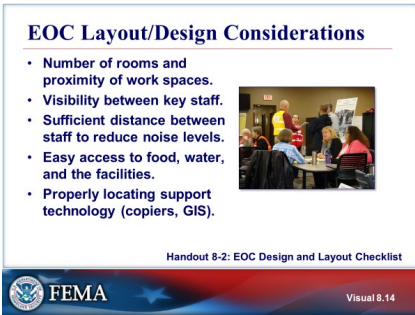 EOC Layout/Design Considerations
• Number of rooms and
proximity of work spaces.
• Visibility between key staff.
• Sufficient distance between
staff to reduce noise levels.
• Easy access to food, water,
and the facilities.
• Properly locating support
technology (copiers, GIS).
Handout 8-2: EOC Design and Layout Checklist
FEMA
Visual 8.14